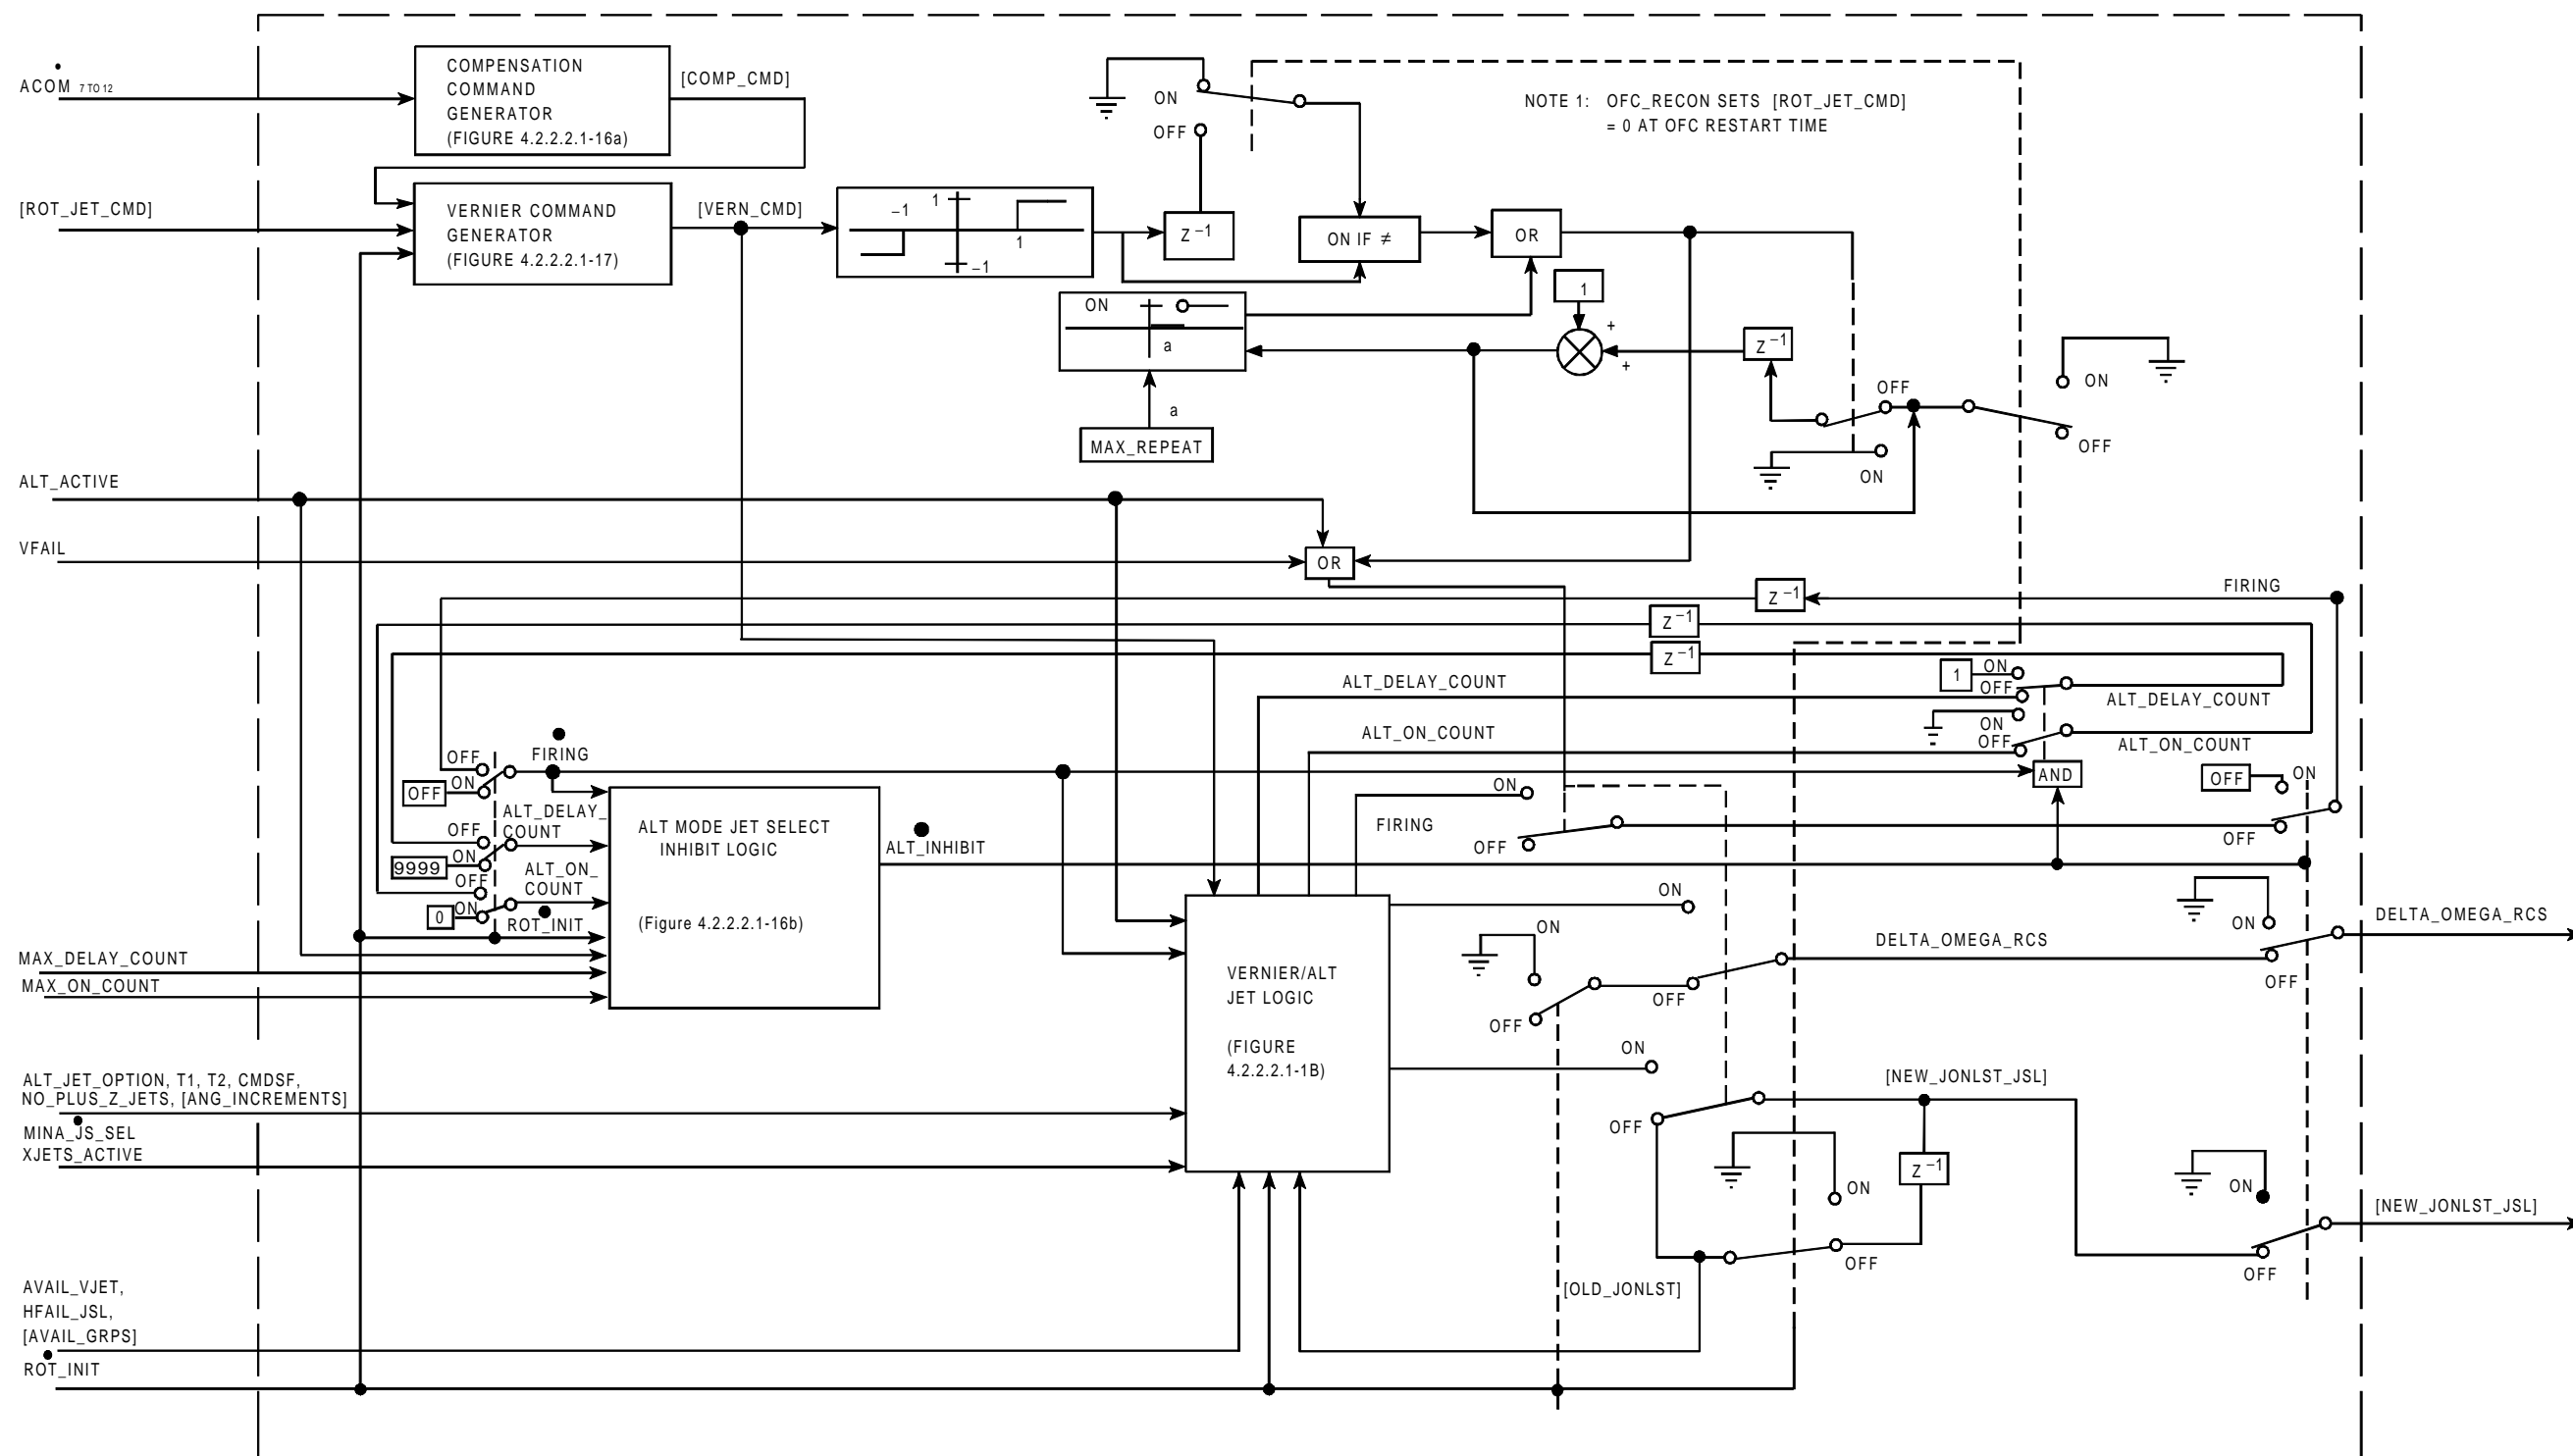 ACOM 7 TO 12
COMPENSATION
COMMAND
GENERATOR
(FIGURE 4.2.2.2.1-16a)
[COMP_CMD]
ON
OFF
NOTE 1: OFC_RECON SETS [ROT_JET_CMD]
= 0 AT OFC RESTART TIME
[ROT_JET_CMD]
VERNIER COMMAND
GENERATOR
(FIGURE 4.2.2.2.1-17)
[VERN_CMD]
–1
1
1
–1
Z –1
ON IF ≠
OR
1
ON
a
+
+
Z –1
a
MAX_REPEAT
OFF
ON
ON
OFF
ALT_ACTIVE
VFAIL
OR
Z –1
FIRING
Z –1
Z –1
ALT_DELAY_COUNT
1
ON
OFF
ALT_DELAY_COUNT
ALT_ON_COUNT
ON
OFF
ALT_ON_COUNT
AND
OFF
ON
OFF
OFF
OFF
ON
FIRING
ALT_DELAY_
COUNT
OFF
9999
ON
OFF
ALT_ON_
COUNT
0
ON
ROT_INIT
ALT MODE JET SELECT
INHIBIT LOGIC
(Figure 4.2.2.2.1-16b)
ALT_INHIBIT
ON
FIRING
OFF
MAX_DELAY_COUNT
MAX_ON_COUNT
VERNIER/ALT
JET LOGIC
(FIGURE
4.2.2.2.1-1B)
ON
ON
OFF
OFF
DELTA_OMEGA_RCS
ON
OFF
DELTA_OMEGA_RCS
ON
OFF
[NEW_JONLST_JSL]
ALT_JET_OPTION, T1, T2, CMDSF,
NO_PLUS_Z_JETS, [ANG_INCREMENTS]
MINA_JS_SEL
XJETS_ACTIVE
Z –1
ON
OFF
ON
OFF
[NEW_JONLST_JSL]
[OLD_JONLST]
AVAIL_VJET,
HFAIL_JSL,
[AVAIL_GRPS]
ROT_INIT